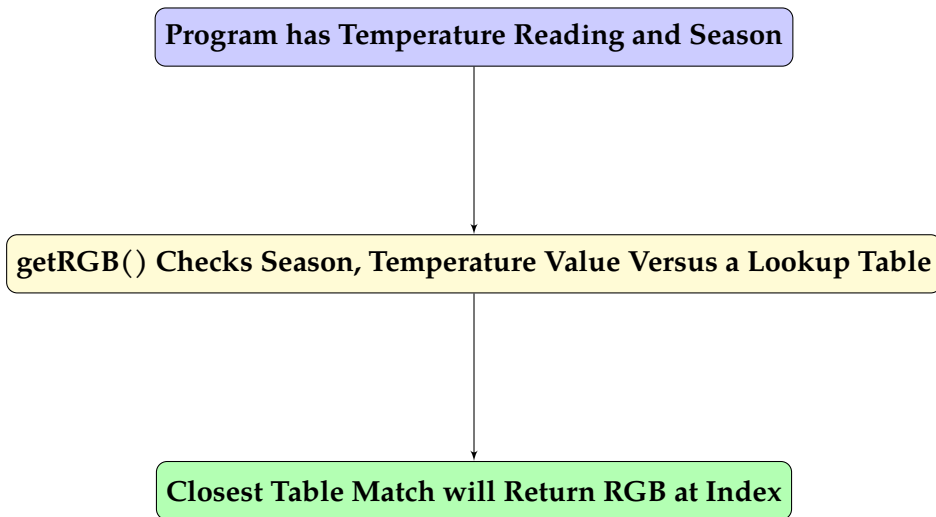 Program has Temperature Reading and Season
getRGB() Checks Season, Temperature Value Versus a Lookup Table
Closest Table Match will Return RGB at Index